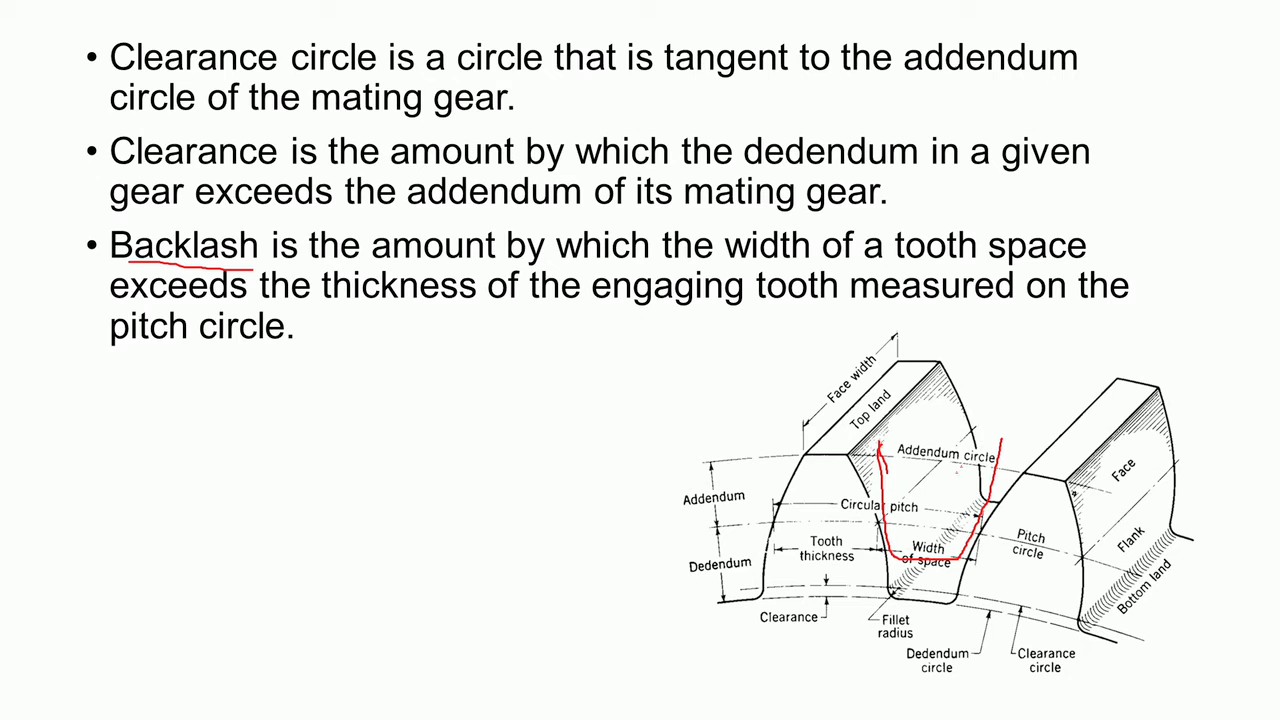 • Clearance circle is a circle that is tangent to the addendum
circle of the mating gear.
• Clearance is the amount by which the dedendum in a given
gear exceeds the addendum of its mating gear.
• Backlash is the amount by which the width of a tooth space
exceeds the thickness of the engaging tooth measured on the
pitch circle.
Face width
Top land
Addendum circle
Face
Addendum
Circular pitch
Pitch
circle
Flank
Tooth
thickness
Width
of space
Dedendum
Bottom land
Clearance
Fillet
radius
Dedendum
circle
Clearance
circle